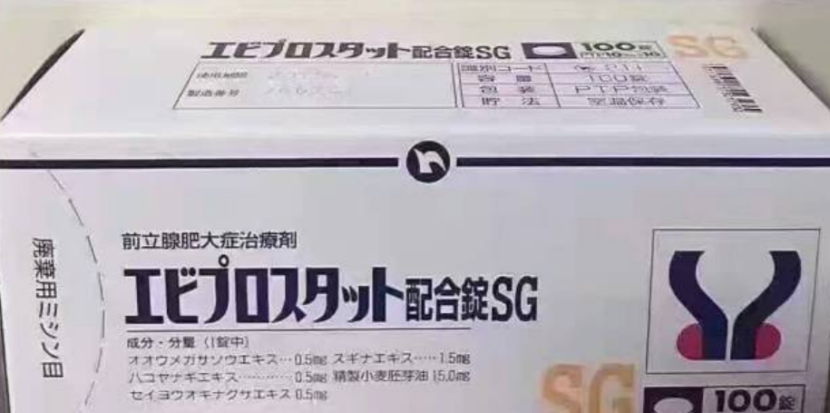 エビプロスタット配合錠SG 100錠
SG
使用期限
製造番号
識別コード
容量 100錠
包装 PTP包装
貯法 室温保存
廃棄用ミシン目
前立腺肥大症治療剤
エビプロスタット配合錠SG
成分・分量(1錠中)
オオウメガサソウエキス…0.5mg スギナエキス……1.5mg
ハコヤナギエキス…………0.5mg 精製小麦胚芽油 15.0mg
セイヨウオキナグサエキス 0.5mg
SG
100錠